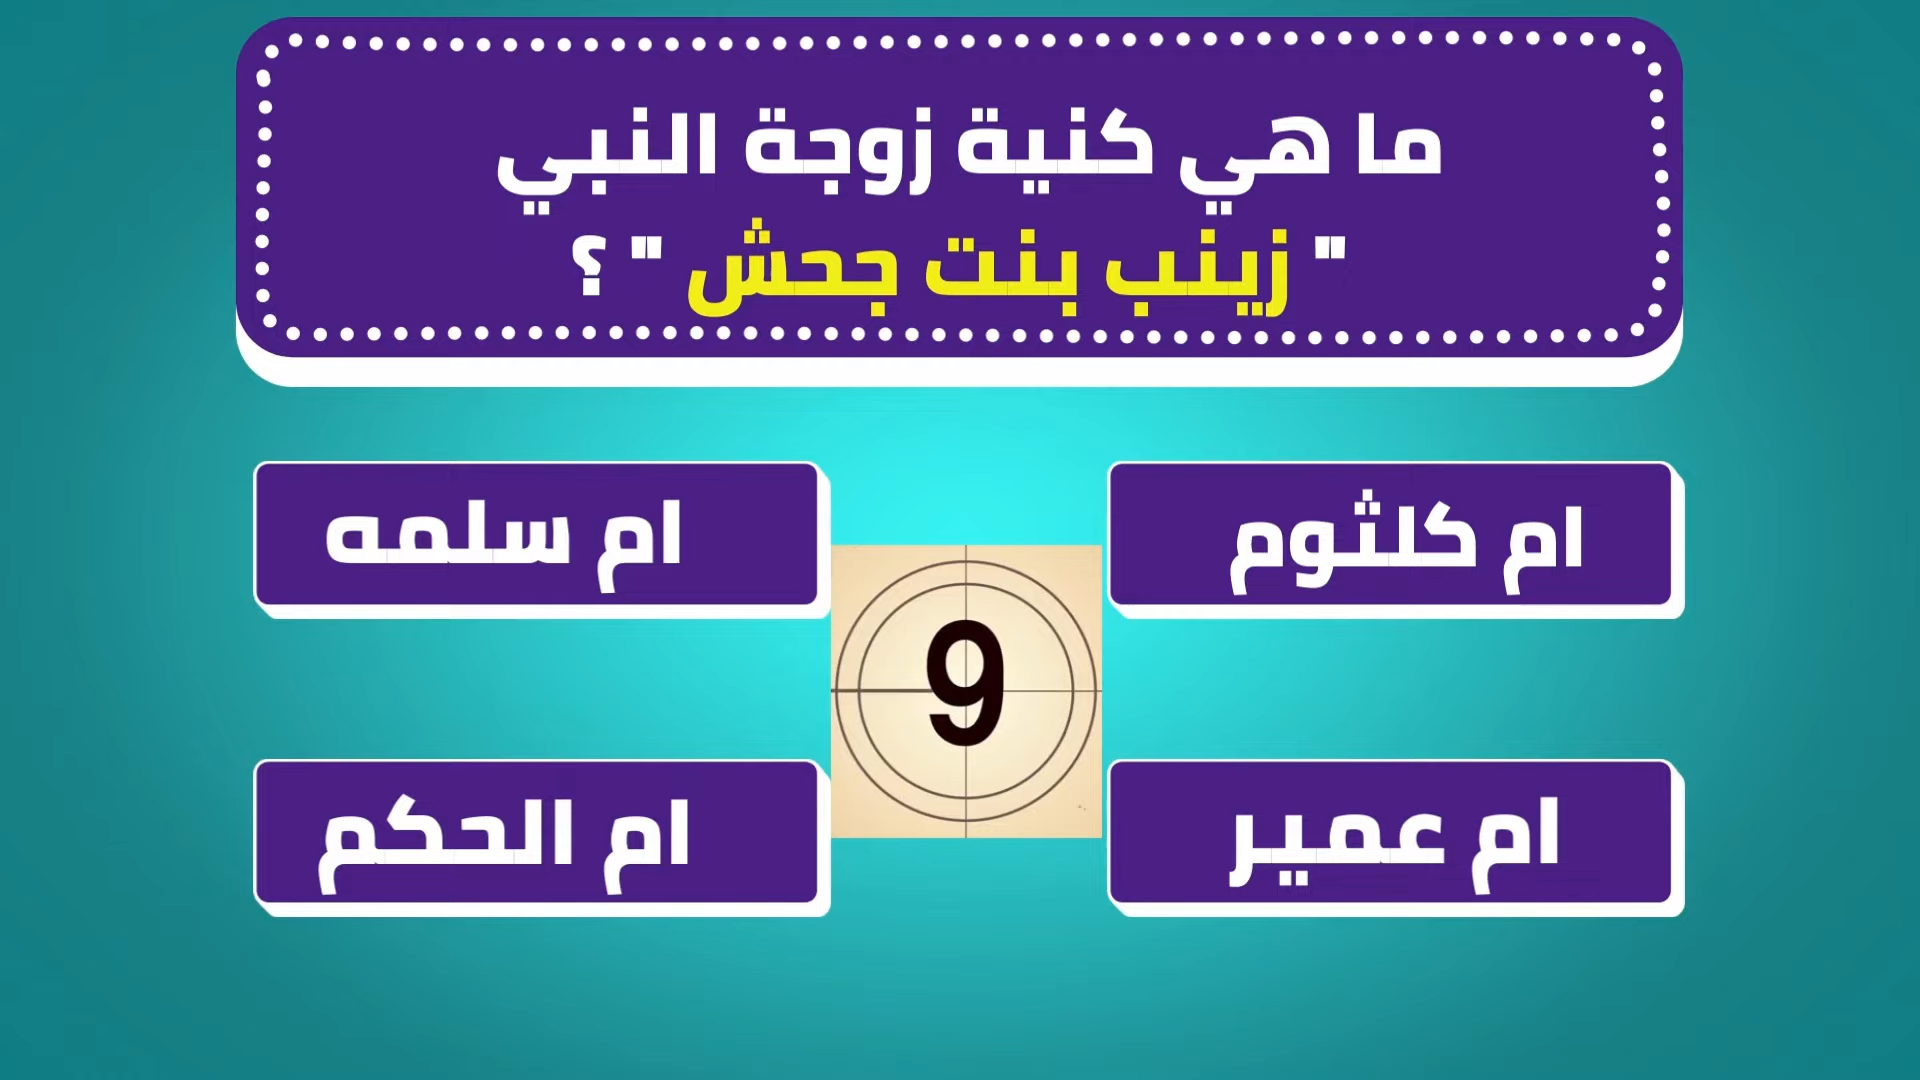 ما هي كنية زوجة النبي
" زينب بنت جحش " ؟
ام كلثوم
ام سلمه
9
ام عمير
ام الحكم